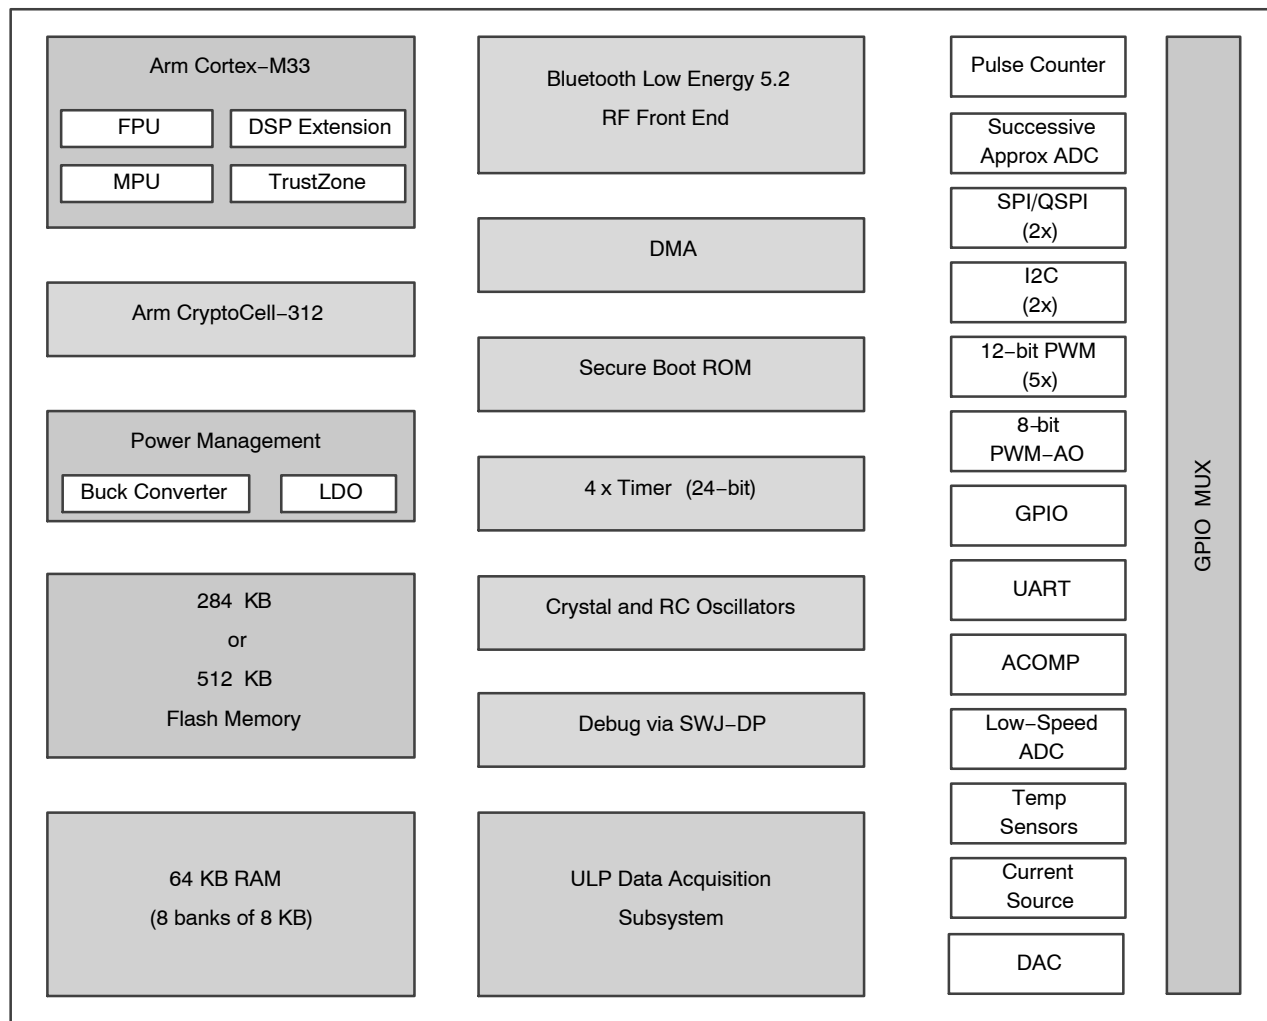 Arm Cortex−M33
FPU
DSP Extension
MPU
TrustZone
Arm CryptoCell−312
Power Management
Buck Converter
LDO
284 KB
or
512 KB
Flash Memory
64 KB RAM
(8 banks of 8 KB)
Bluetooth Low Energy 5.2
RF Front End
DMA
Secure Boot ROM
4 x Timer (24−bit)
Crystal and RC Oscillators
Debug via SWJ−DP
ULP Data Acquisition
Subsystem
Pulse Counter
Successive
Approx ADC
SPI/QSPI
(2x)
I2C
(2x)
12−bit PWM
(5x)
8-bit
PWM−AO
GPIO
UART
ACOMP
Low−Speed
ADC
Temp
Sensors
Current
Source
DAC
GPIO MUX